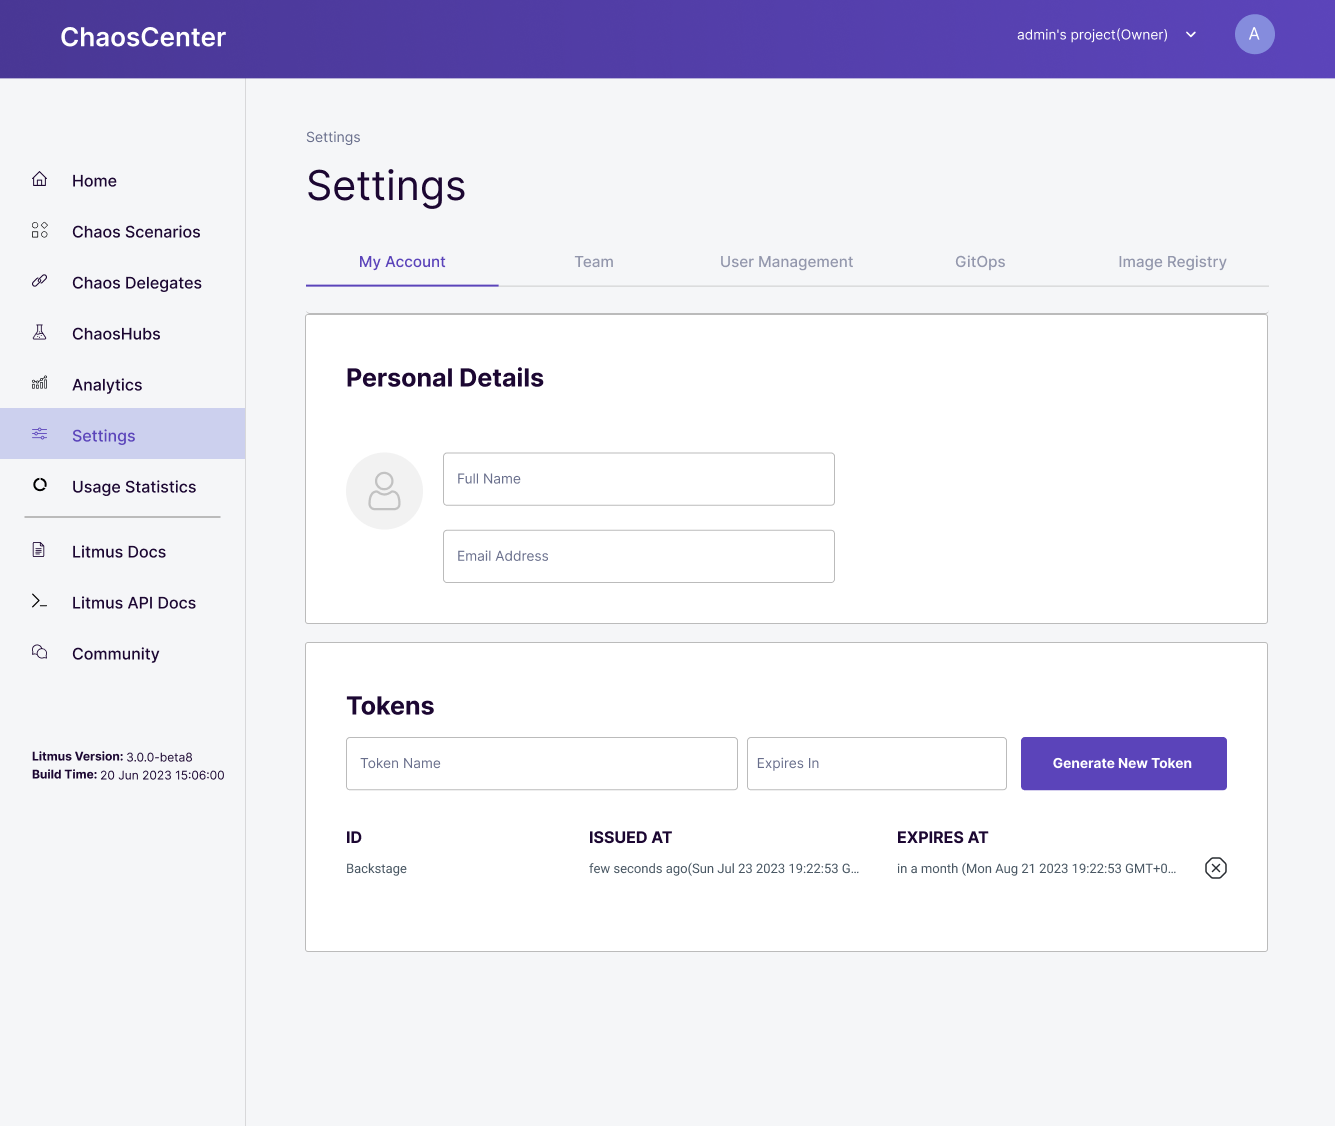 ChaosCenter
admin's project(Owner)
A
Home
Chaos Scenarios
Chaos Delegates
ChaosHubs
Analytics
Settings
Usage Statistics
Litmus Docs
Litmus API Docs
Community
Litmus Version: 3.0.0-beta8
Build Time: 20 Jun 2023 15:06:00
Settings
Settings
My Account Team User Management GitOps Image Registry
Personal Details
Full Name
Email Address
Tokens
Token Name Expires In Generate New Token
ID ISSUED AT EXPIRES AT
Backstage few seconds ago(Sun Jul 23 2023 19:22:53 G... in a month (Mon Aug 21 2023 19:22:53 GMT+0...